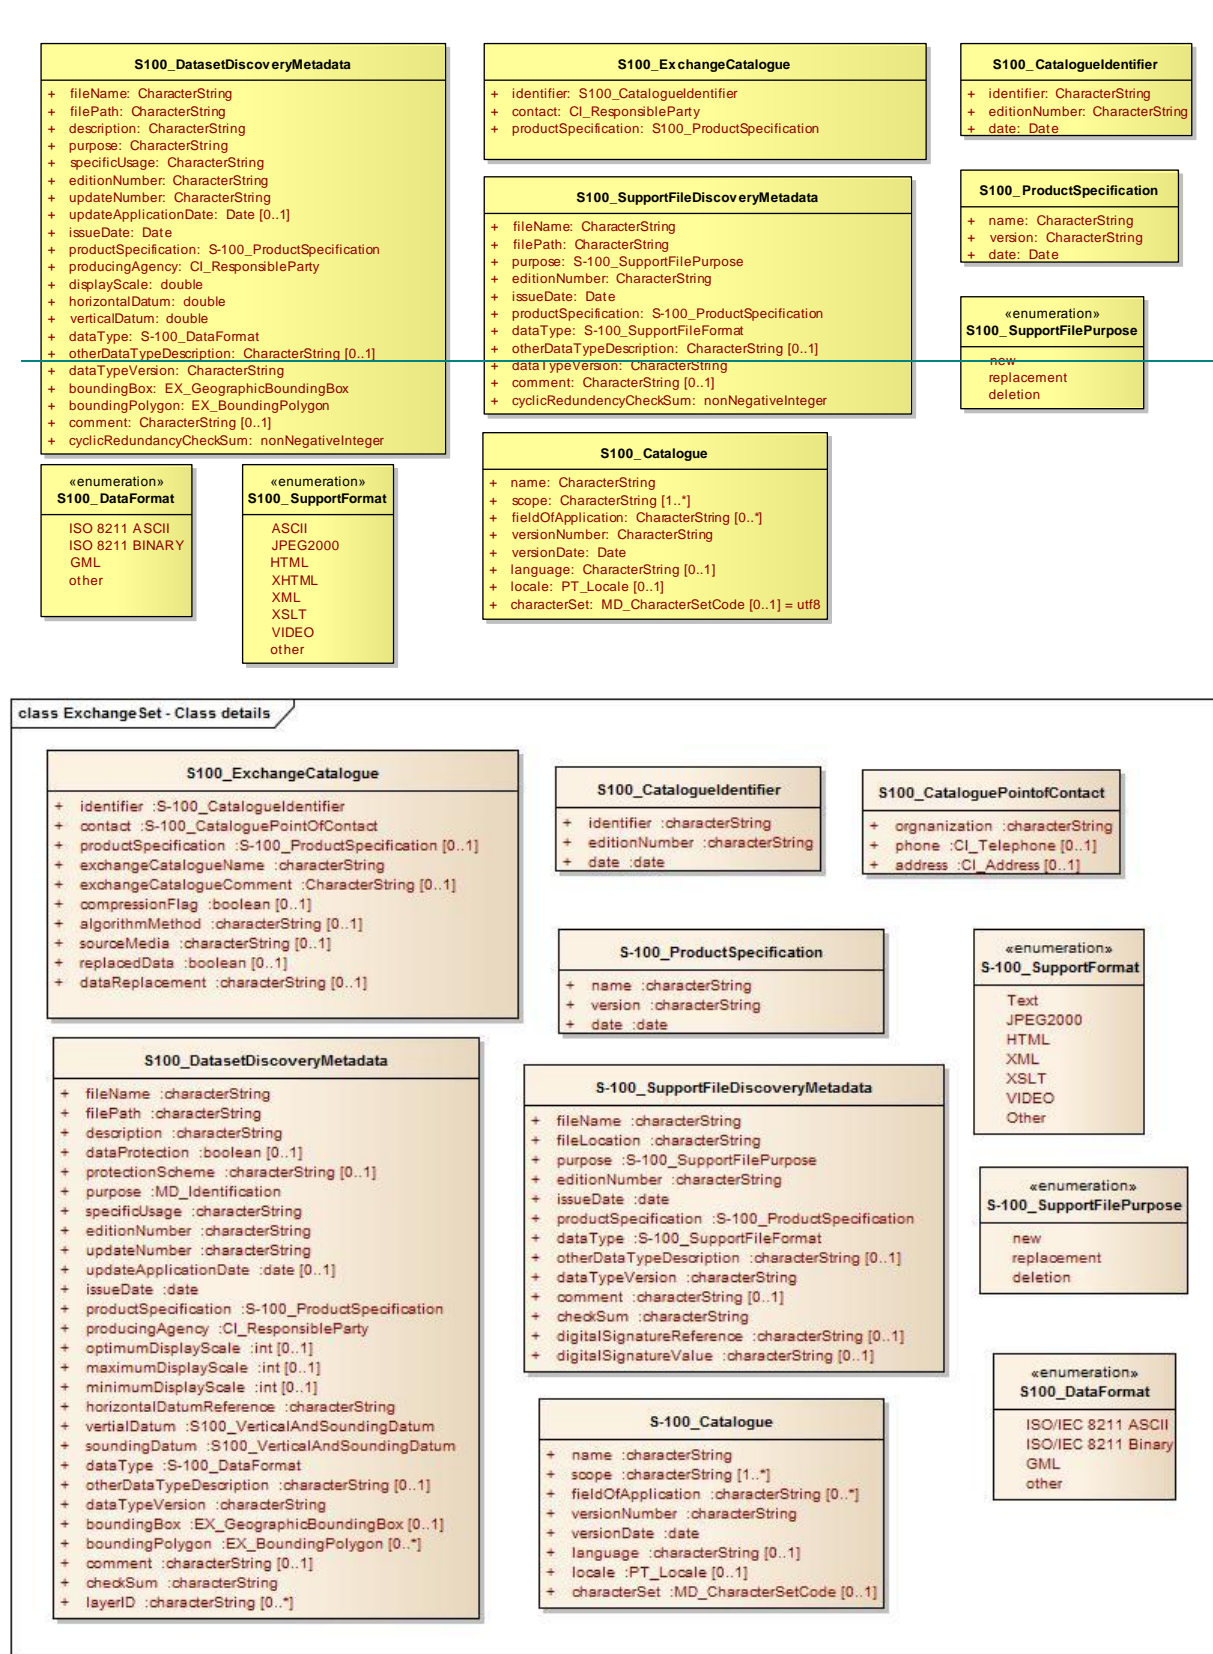 S100_DatasetDiscoveryMetadata
+ fileName: CharacterString
+ filePath: CharacterString
+ description: CharacterString
+ purpose: CharacterString
+ specificUsage: CharacterString
+ editionNumber: CharacterString
+ updateNumber: CharacterString
+ updateApplicationDate: Date [0..1]
+ issueDate: Date
+ productSpecification: S-100_ProductSpecification
+ producingAgency: CI_ResponsibleParty
+ displayScale: double
+ horizontalDatum: double
+ verticalDatum: double
+ dataType: S-100_DataFormat
+ otherDataTypeDescription: CharacterString [0..1]
+ dataTypeVersion: CharacterString
+ boundingBox: EX_GeographicBoundingBox
+ boundingPolygon: EX_BoundingPolygon
+ comment: CharacterString [0..1]
+ cyclicRedundancyCheckSum: nonNegativeInteger
S100_ExchangeCatalogue
+ identifier: S100_CatalogueIdentifier
+ contact: CI_ResponsibleParty
+ productSpecification: S100_ProductSpecification
S100_CatalogueIdentifier
+ identifier: CharacterString
+ editionNumber: CharacterString
+ date: Date
S100_SupportFileDiscoveryMetadata
+ fileName: CharacterString
+ filePath: CharacterString
+ purpose: S-100_SupportFilePurpose
+ editionNumber: CharacterString
+ issueDate: Date
+ productSpecification: S-100_ProductSpecification
+ dataType: S-100_SupportFileFormat
+ otherDataTypeDescription: CharacterString [0..1]
+ dataTypeVersion: CharacterString
+ comment: CharacterString [0..1]
+ cyclicRedundencyCheckSum: nonNegativeInteger
S100_ProductSpecification
+ name: CharacterString
+ version: CharacterString
+ date: Date
«enumeration»
S100_SupportFilePurpose
new
replacement
deletion
«enumeration»
S100_DataFormat
ISO 8211 ASCII
ISO 8211 BINARY
GML
other
«enumeration»
S100_SupportFormat
ASCII
JPEG2000
HTML
XHTML
XML
XSLT
VIDEO
other
S100_Catalogue
+ name: CharacterString
+ scope: CharacterString [1..*]
+ fieldOfApplication: CharacterString [0..*]
+ versionNumber: CharacterString
+ versionDate: Date
+ language: CharacterString [0..1]
+ locale: PT_Locale [0..1]
+ characterSet: MD_CharacterSetCode [0..1] = utf8
class ExchangeSet - Class details
S100_ExchangeCatalogue
+ identifier :S-100_CatalogueIdentifier
+ contact :S-100_CataloguePointOfContact
+ productSpecification :S-100_ProductSpecification [0..1]
+ exchangeCatalogueName :characterString
+ exchangeCatalogueComment :CharacterString [0..1]
+ compressionFlag :boolean [0..1]
+ algorithmMethod :characterString [0..1]
+ sourceMedia :characterString [0..1]
+ replacedData :boolean [0..1]
+ dataReplacement :characterString [0..1]
S100_CatalogueIdentifier
+ identifier :characterString
+ editionNumber :characterString
+ date :date
S100_CataloguePointofContact
+ orgnanization :characterString
+ phone :CI_Telephone [0..1]
+ address :CI_Address [0..1]
S-100_ProductSpecification
+ name :characterString
+ version :characterString
+ date :date
«enumeration»
S-100_SupportFormat
Text
JPEG2000
HTML
XML
XSLT
VIDEO
Other
S100_DatasetDiscoveryMetadata
+ fileName :characterString
+ filePath :characterString
+ description :characterString
+ dataProtection :boolean [0..1]
+ protectionScheme :characterString [0..1]
+ purpose :MD_Identification
+ specificUsage :characterString
+ editionNumber :characterString
+ updateNumber :characterString
+ updateApplicationDate :date [0..1]
+ issueDate :date
+ productSpecification :S-100_ProductSpecification
+ producingAgency :CI_ResponsibleParty
+ optimumDisplayScale :int [0..1]
+ maximumDisplayScale :int [0..1]
+ minimumDisplayScale :int [0..1]
+ horizontalDatumReference :characterString
+ vertialDatum :S100_VerticalAndSoundingDatum
+ soundingDatum :S100_VerticalAndSoundingDatum
+ dataType :S-100_DataFormat
+ otherDataTypeDescription :characterString [0..1]
+ dataTypeVersion :characterString
+ boundingBox :EX_GeographicBoundingBox [0..1]
+ boundingPolygon :EX_BoundingPolygon [0..*]
+ comment :characterString [0..1]
+ checkSum :characterString
+ layerID :characterString [0..*]
S-100_SupportFileDiscoveryMetadata
+ fileName :characterString
+ fileLocation :characterString
+ purpose :S-100_SupportFilePurpose
+ editionNumber :characterString
+ issueDate :date
+ productSpecification :S-100_ProductSpecification
+ dataType :S-100_SupportFileFormat
+ otherDataTypeDescription :characterString [0..1]
+ dataTypeVersion :characterString
+ comment :characterString [0..1]
+ checkSum :characterString
+ digitalSignatureReference :characterString [0..1]
+ digitalSignatureValue :characterString [0..1]
«enumeration»
S-100_SupportFilePurpose
new
replacement
deletion
S-100_Catalogue
+ name :characterString
+ scope :characterString [1..*]
+ fieldOfApplication :characterString [0..*]
+ versionNumber :characterString
+ versionDate :date
+ language :characterString [0..1]
+ locale :PT_Locale [0..1]
+ characterSet :MD_CharacterSetCode [0..1]
«enumeration»
S100_DataFormat
ISO/IEC 8211 ASCII
ISO/IEC 8211 Binary
GML
other